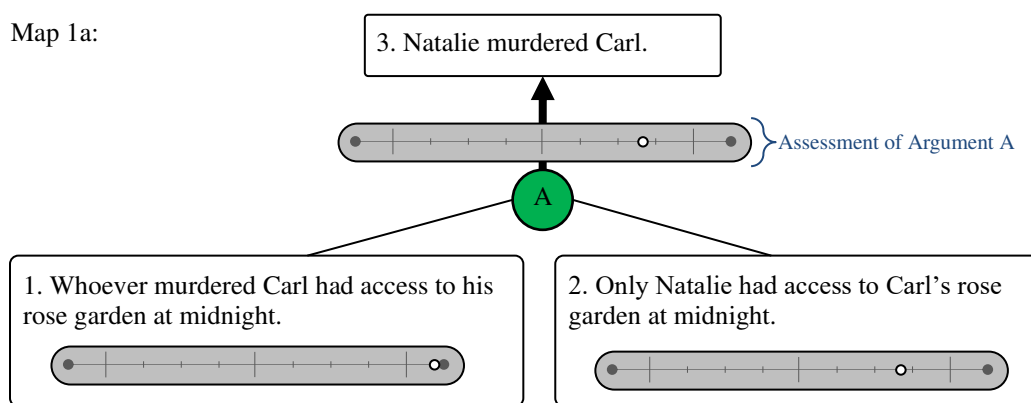 Map 1a:
3. Natalie murdered Carl.
Assessment of Argument A
A
1. Whoever murdered Carl had access to his
rose garden at midnight.
2. Only Natalie had access to Carl’s rose
garden at midnight.